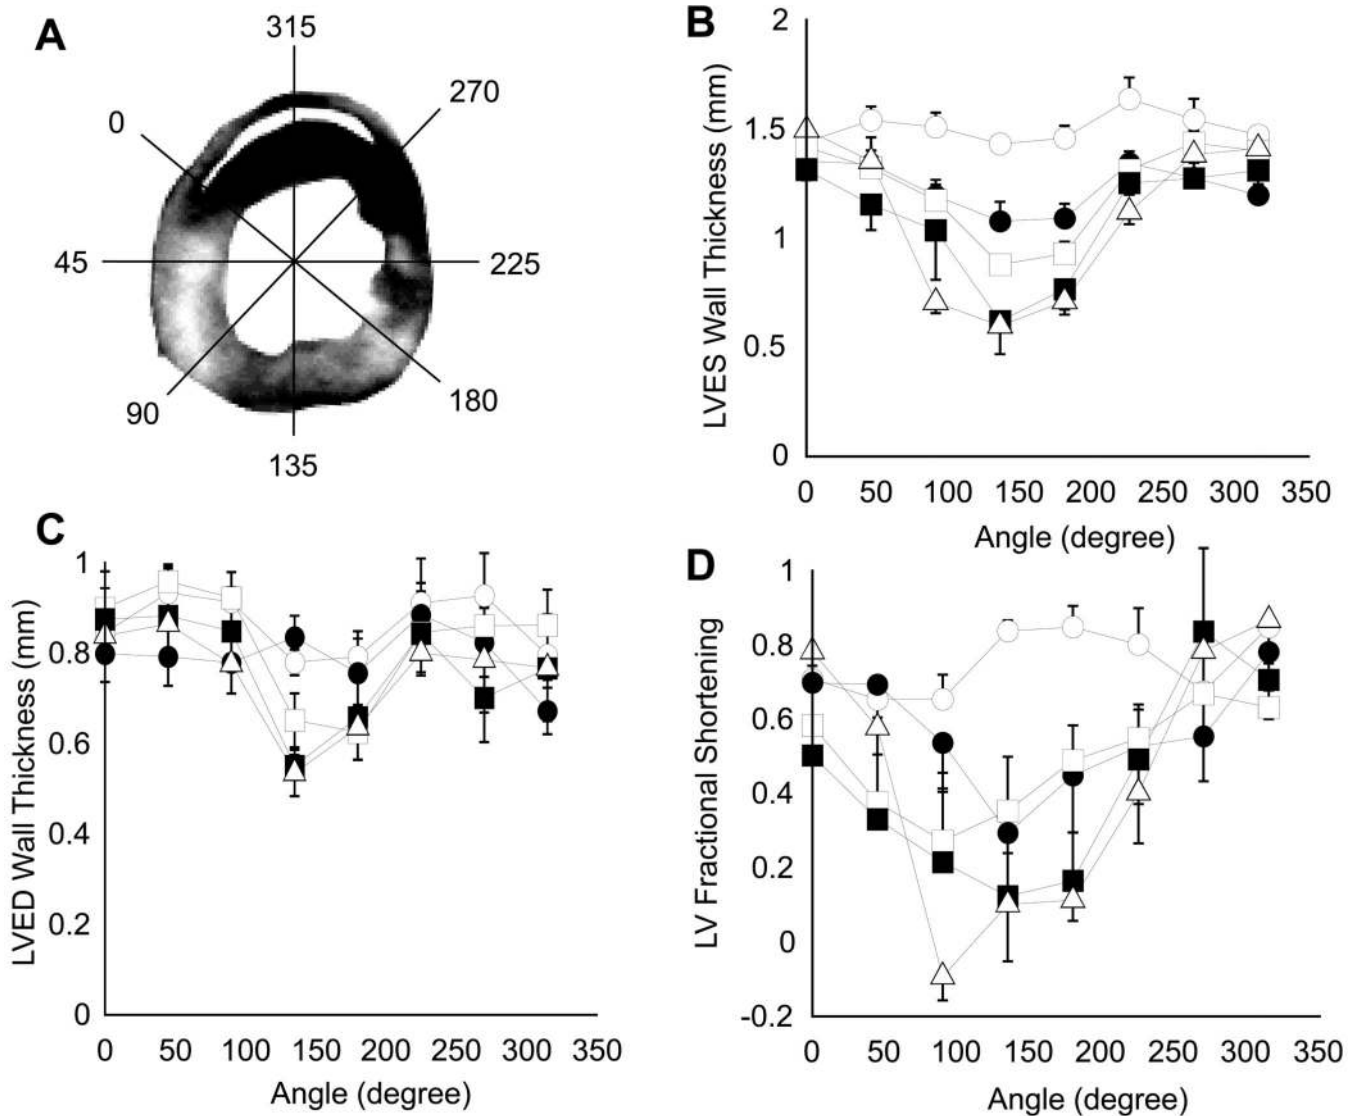 A
315
270
0
45
225
90
180
135
B
LVES Wall Thickness (mm)
2
1.5
1
0.5
0
0 50 100 150 200 250 300 350
Angle (degree)
C
LVED Wall Thickness (mm)
1
0.8
0.6
0.4
0.2
0
0 50 100 150 200 250 300 350
Angle (degree)
D
LV Fractional Shortening
1
0.8
0.6
0.4
0.2
0
-0.2
0 50 100 150 200 250 300 350
Angle (degree)